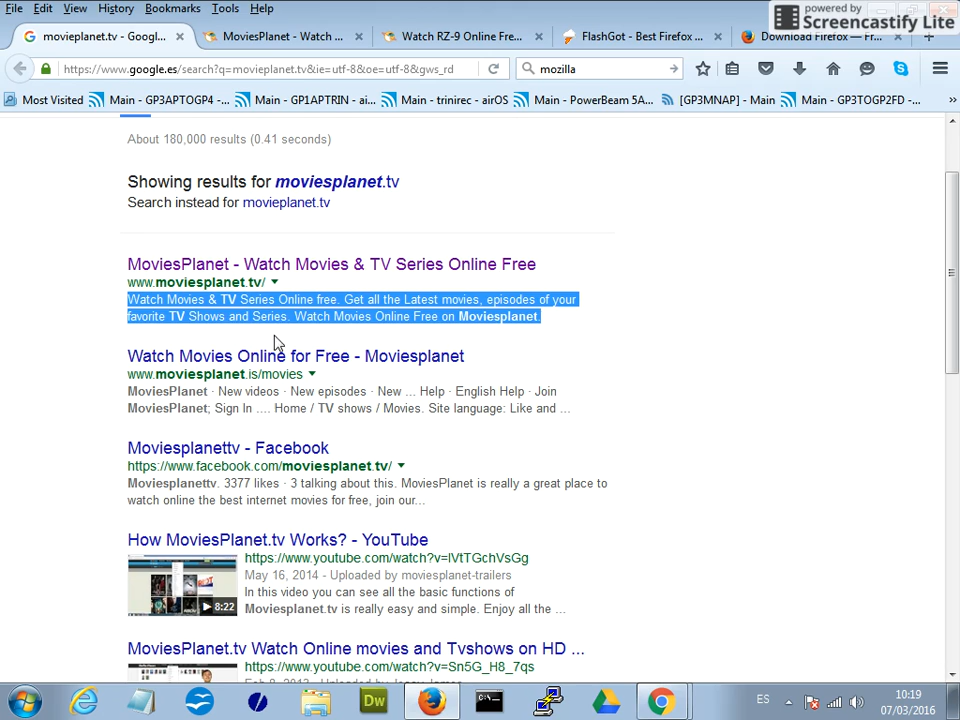 File Edit View History Bookmarks Tools Help
powered by
Screencastify Lite
movieplanet.tv - Googl... MoviesPlanet - Watch ... Watch RZ-9 Online Fre... FlashGot - Best Firefox ... Download Firefox — Fr...
https://www.google.es/search?q=movieplanet.tv&ie=utf-8&oe=utf-8&gws_rd mozilla
Most Visited Main - GP3APTOGP4 -... Main - GP1APTRIN - ai... Main - trinirec - airOS Main - PowerBeam 5A... [GP3MNAP] - Main Main - GP3TOGP2FD -... »
About 180,000 results (0.41 seconds)
Showing results for moviesplanet.tv
Search instead for movieplanet.tv
MoviesPlanet - Watch Movies & TV Series Online Free
www.moviesplanet.tv/
Watch Movies & TV Series Online free. Get all the Latest movies, episodes of your
favorite TV Shows and Series. Watch Movies Online Free on Moviesplanet.
Watch Movies Online for Free - Moviesplanet
www.moviesplanet.is/movies
MoviesPlanet · New videos · New episodes · New ... Help · English Help · Join
MoviesPlanet; Sign In .... Home / TV shows / Movies. Site language: Like and ...
Moviesplanettv - Facebook
https://www.facebook.com/moviesplanet.tv/
Moviesplanettv. 3377 likes · 3 talking about this. MoviesPlanet is really a great place to
watch online the best internet movies for free, join our...
How MoviesPlanet.tv Works? - YouTube
https://www.youtube.com/watch?v=lVtTGchVsGg
May 16, 2014 - Uploaded by moviesplanet-trailers
In this video you can see all the basic functions of
Moviesplanet.tv is really easy and simple. Enjoy all the ...
8:22
MoviesPlanet.tv Watch Online movies and Tvshows on HD ...
https://www.youtube.com/watch?v=Sn5G_H8_7qs
Dw
C:\
ES
10:19
07/03/2016